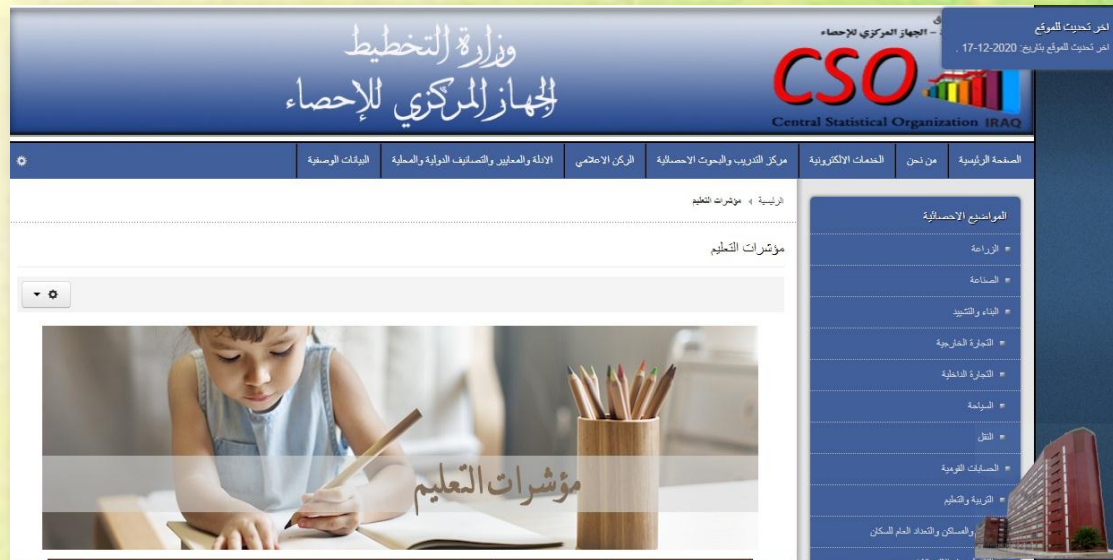 اخر تحديث للموقع
اخر تحديث للموقع بتاريخ: 2020-12-17 .
– الجهاز المركزي للإحصاء
CSO
Central Statistical Organization IRAQ
وزارة التخطيط
الجهاز المركزي للإحصاء
الصفحة الرئيسية
من نحن
الخدمات الالكترونية
مركز التدريب والبحوث الاحصائية
الركن الاعلامي
الادلة والمعايير والتصانيف الدولية والمحلية
البيانات الوصفية
المواضيع الاحصائية
الزراعة
الصناعة
البناء والتشييد
التجارة الخارجية
التجارة الداخلية
السياحة
النقل
الحسابات القومية
التربية والتعليم
والمساكن والتعداد العام للسكان
الرئيسية
مؤشرات التعليم
مؤشرات التعليم
مؤشرات التعليم